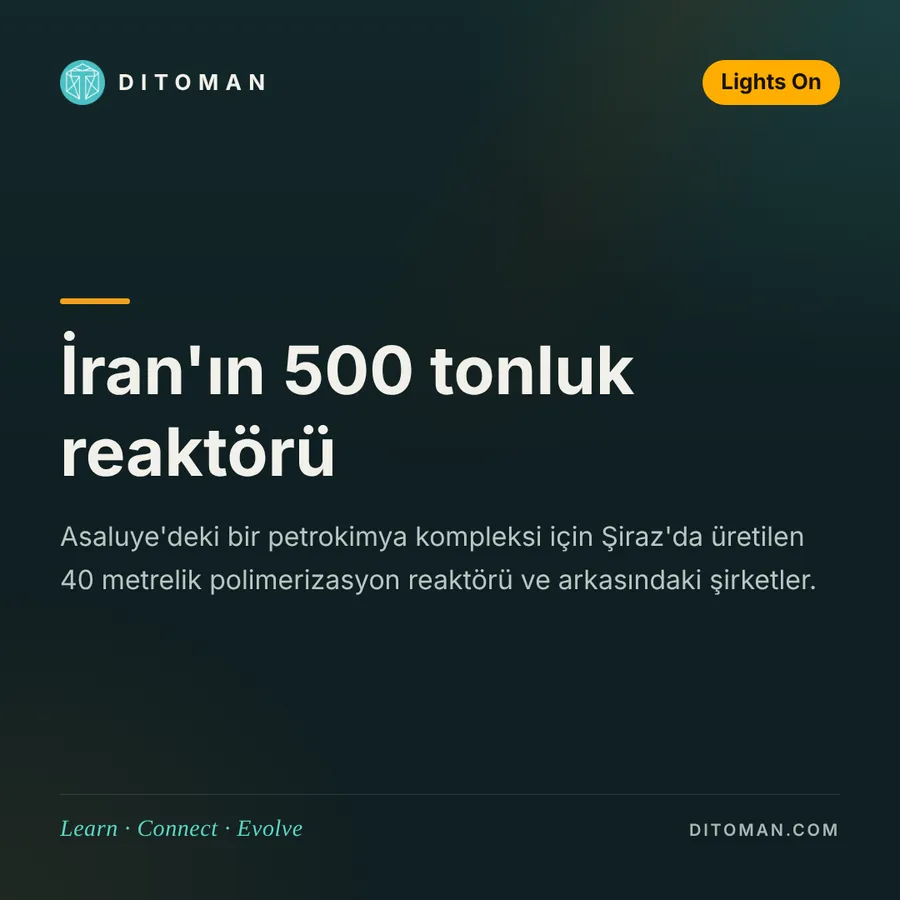 DITOMAN
Lights On
İran'ın 500 tonluk
reaktörü
Asaluye'deki bir petrokimya kompleksi için Şiraz'da üretilen
40 metrelik polimerizasyon reaktörü ve arkasındaki şirketler.
Learn · Connect · Evolve
DITOMAN.COM